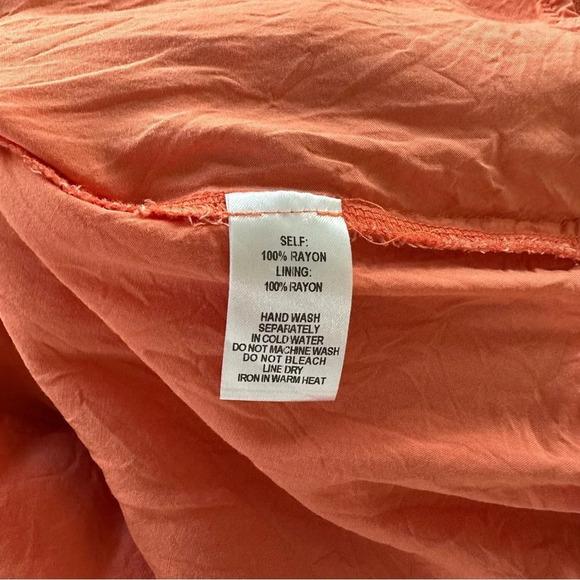 SELF:
100% RAYON
LINING:
100% RAYON
HAND WASH
SEPARATELY
IN COLD WATER
DO NOT MACHINE WASH
DO NOT BLEACH
LINE DRY
IRON IN WARM HEAT